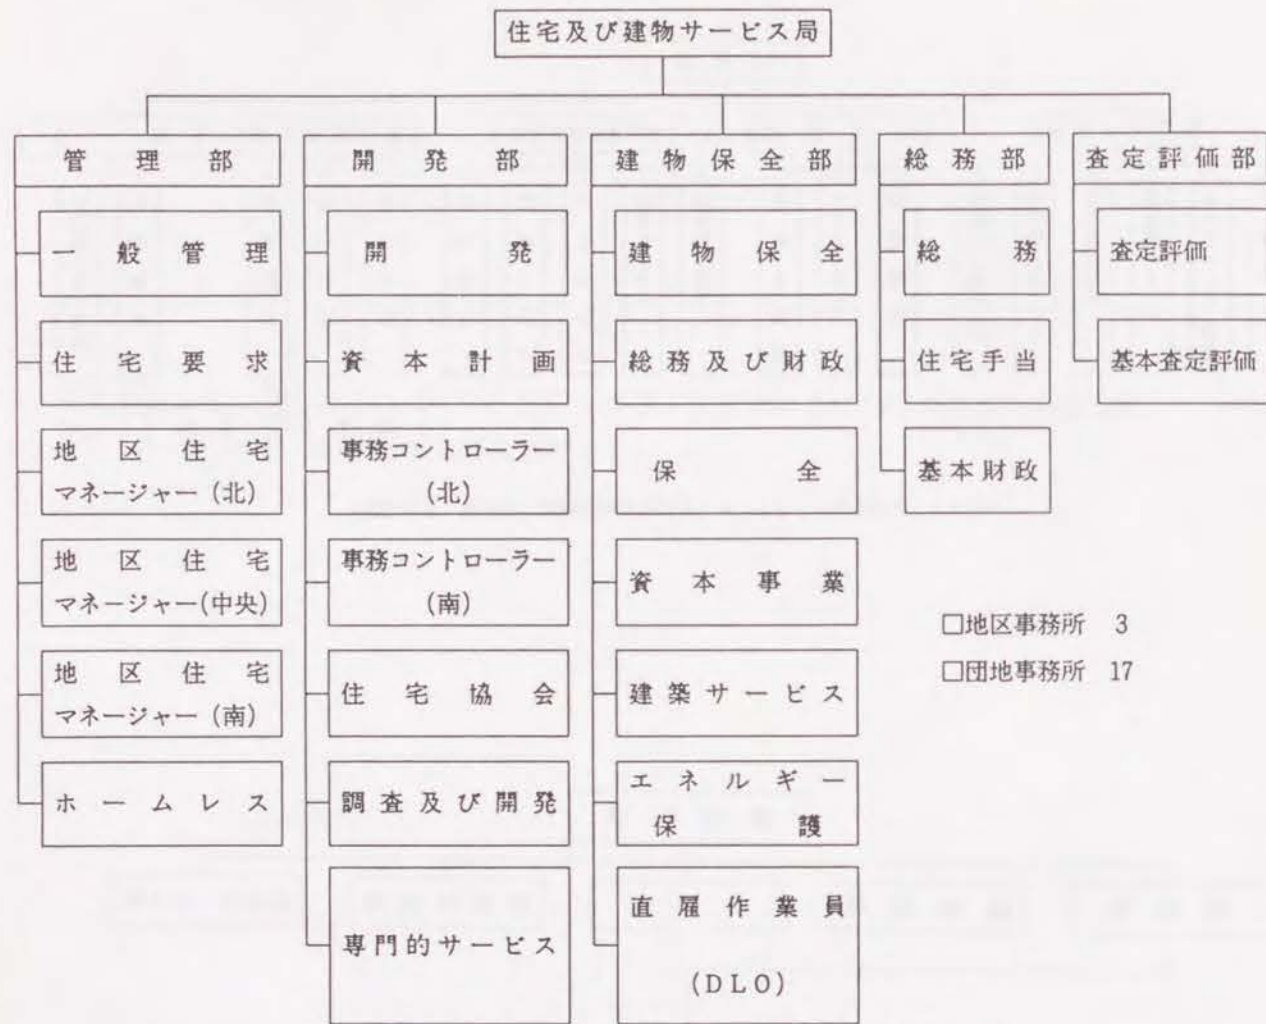 住宅及び建物サービス局
管理部
一般管理
住宅要求
地区住宅
マネージャー(北)
地区住宅
マネージャー(中央)
地区住宅
マネージャー(南)
ホームレス
開発部
開発
資本計画
事務コントローラー
(北)
事務コントローラー
(南)
住宅協会
調査及び開発
専門的サービス
建物保全部
建物保全
総務及び財政
保全
資本事業
建築サービス
エネルギー
保護
直雇作業員
(DLO)
総務部
総務
住宅手当
基本財政
査定評価部
査定評価
基本査定評価
□地区事務所 3
□団地事務所 17